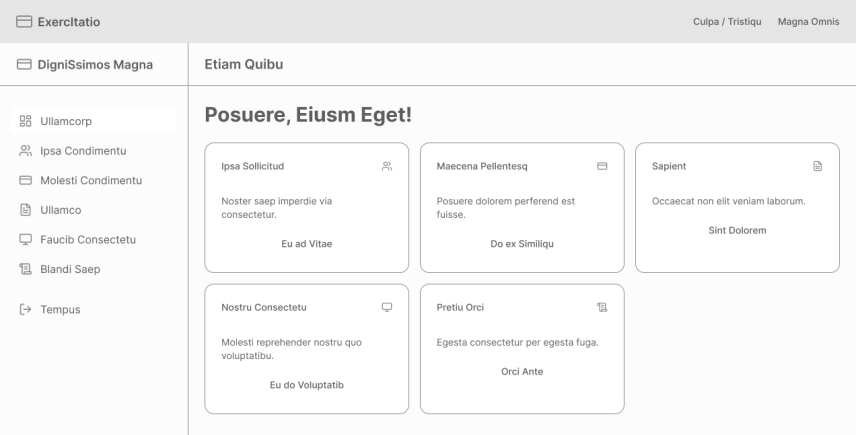 ExercItatio
Culpa / Tristiqu
Magna Omnis
DigniSsimos Magna
Etiam Quibu
Ullamcorp
Ipsa Condimentu
Molesti Condimentu
Ullamco
Faucib Consectetu
Blandi Saep
Tempus
Posuere, Eiusm Eget!
Ipsa Sollicitud
Noster saep imperdie via
consectetur.
Eu ad Vitae
Maecena Pellentesq
Posuere dolorem perferend est
fuisse.
Do ex Similiqu
Sapient
Occaecat non elit veniam laborum.
Sint Dolorem
Nostru Consectetu
Molesti reprehender nostru quo
voluptatibu.
Eu do Voluptatib
Pretiu Orci
Egesta consectetur per egesta fuga.
Orci Ante